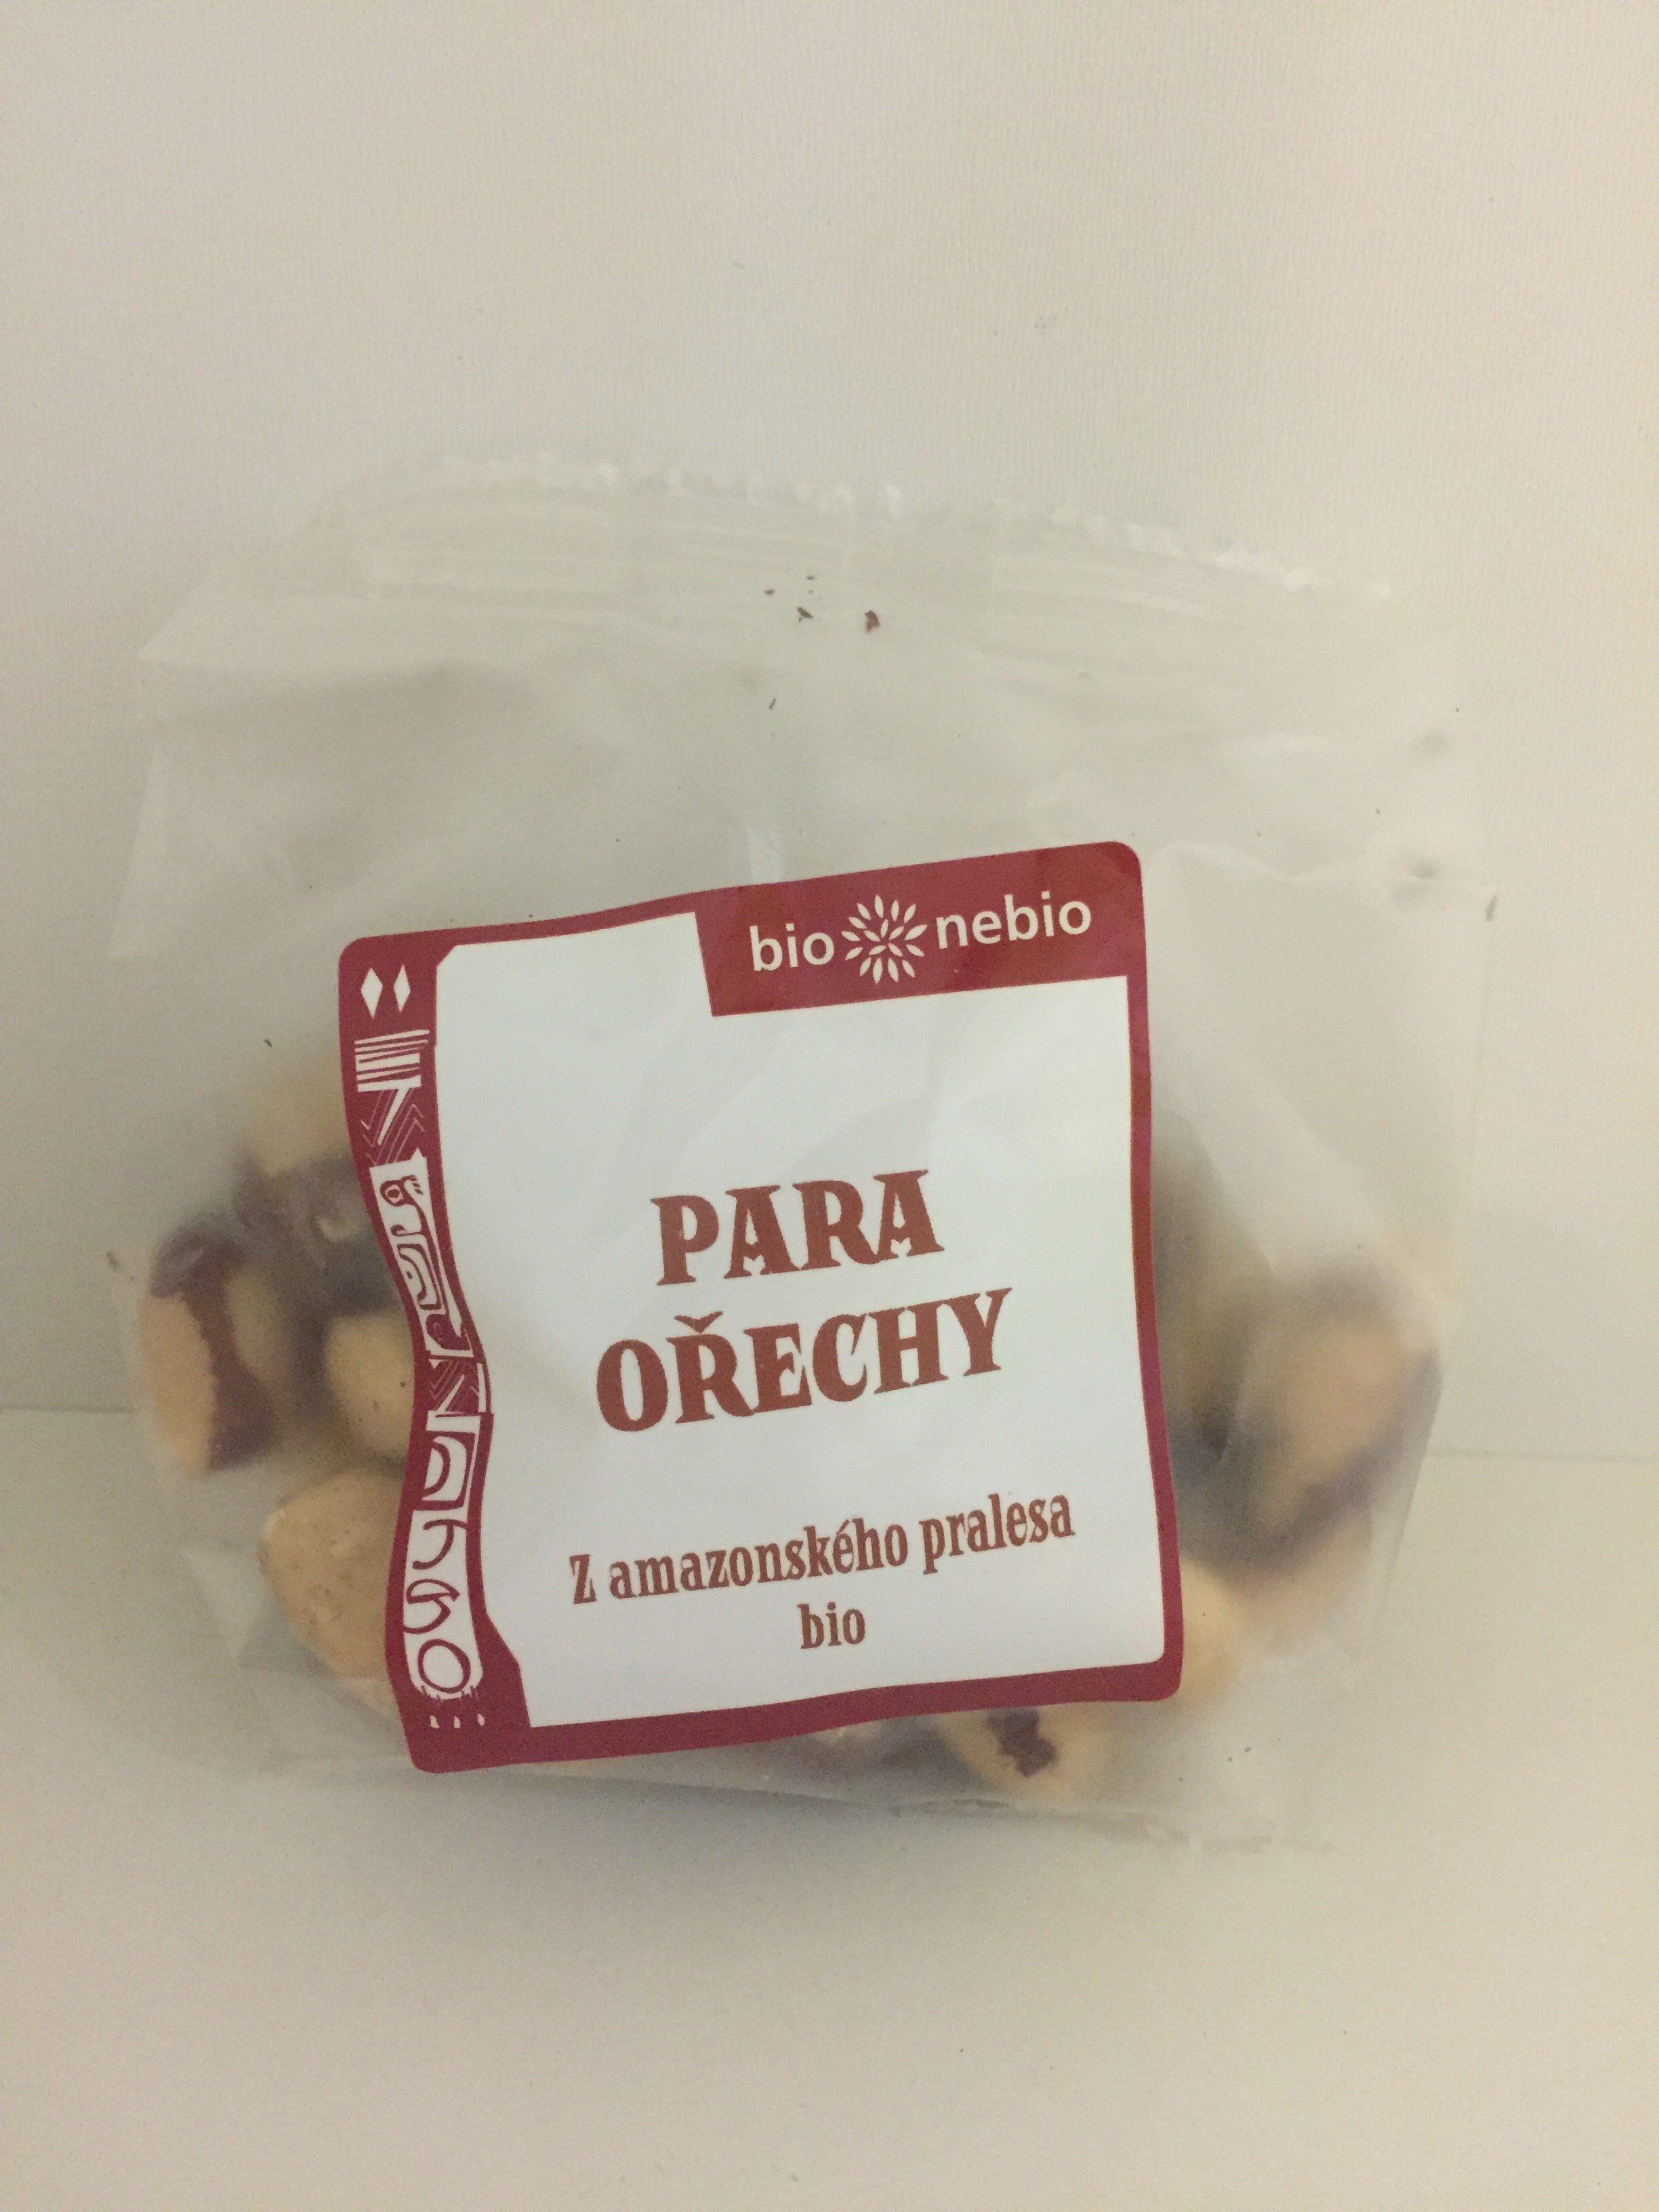 bio nebio
PARA
OŘECHY
Z amazonského pralesa
bio